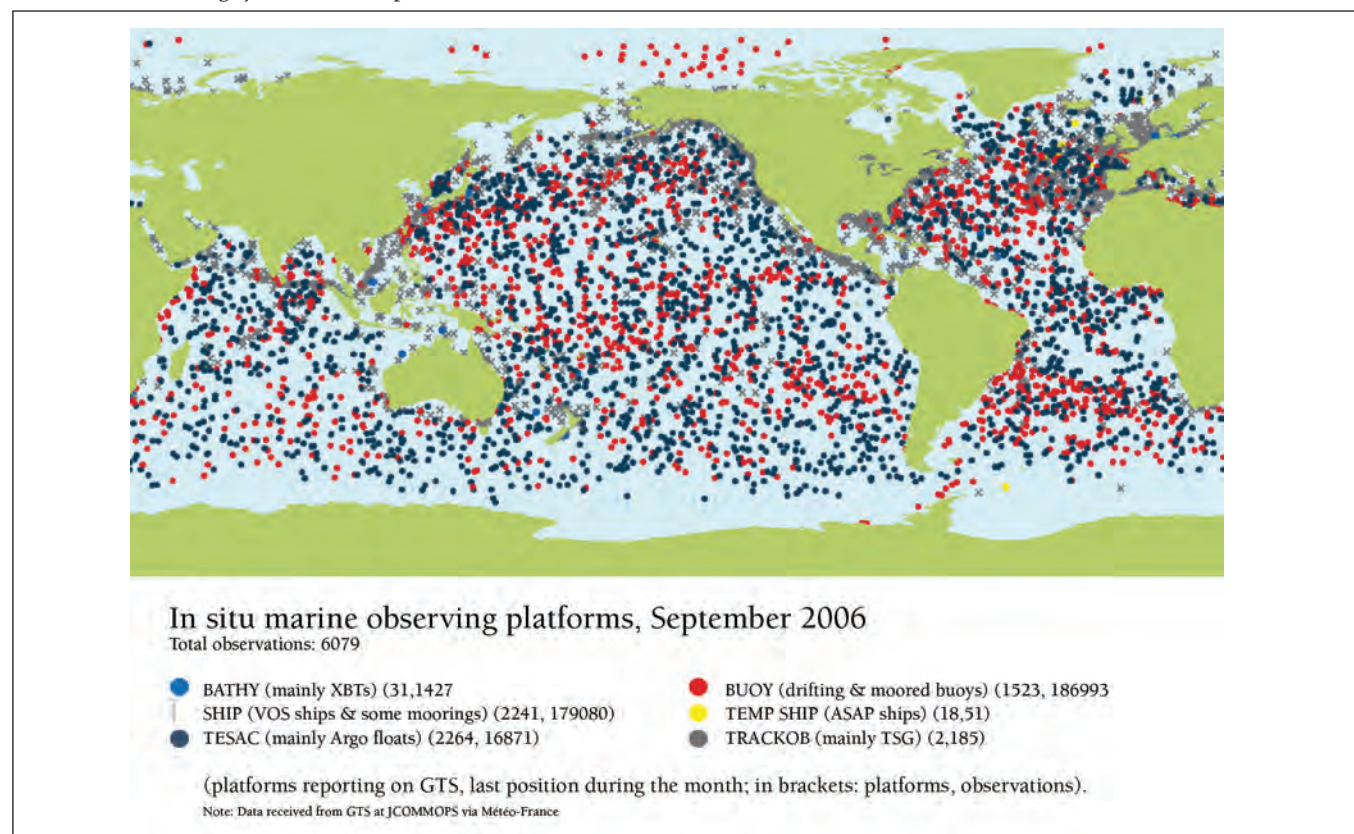 In situ marine observing platforms, September 2006
Total observations: 6079
BATHY (mainly XBTs) (31,1427
SHIP (VOS ships & some moorings) (2241, 179080)
TESAC (mainly Argo floats) (2264, 16871)
BUOY (drifting & moored buoys) (1523, 186993
TEMP SHIP (ASAP ships) (18,51)
TRACKOB (mainly TSG) (2,185)
(platforms reporting on GTS, last position during the month; in brackets: platforms, observations).
Note: Data received from GTS at JCOMMOPS via Météo-France